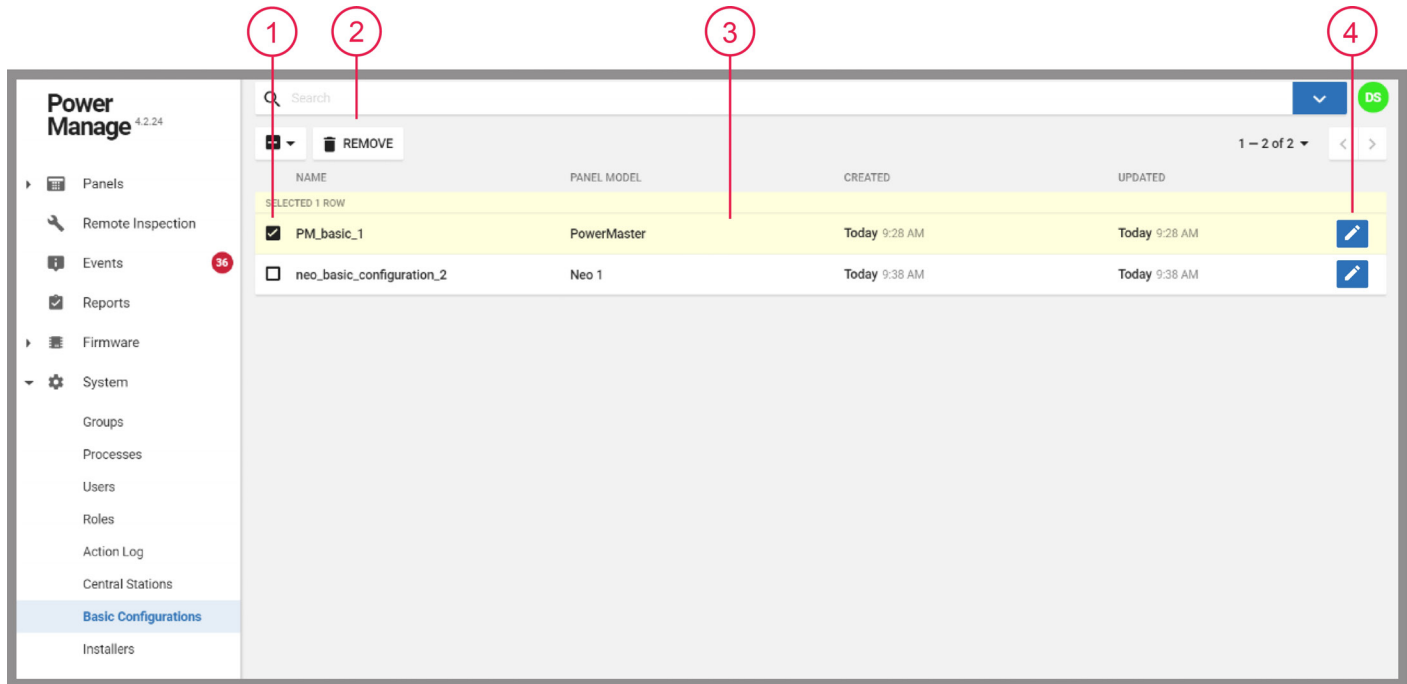 1 2 3 4
Power
Manage 4.2.24
Search
DS
REMOVE
1 – 2 of 2
NAME PANEL MODEL CREATED UPDATED
SELECTED 1 ROW
PM_basic_1 PowerMaster Today 9:28 AM Today 9:28 AM
neo_basic_configuration_2 Neo 1 Today 9:38 AM Today 9:38 AM
Panels
Remote Inspection
Events 36
Reports
Firmware
System
Groups
Processes
Users
Roles
Action Log
Central Stations
Basic Configurations
Installers